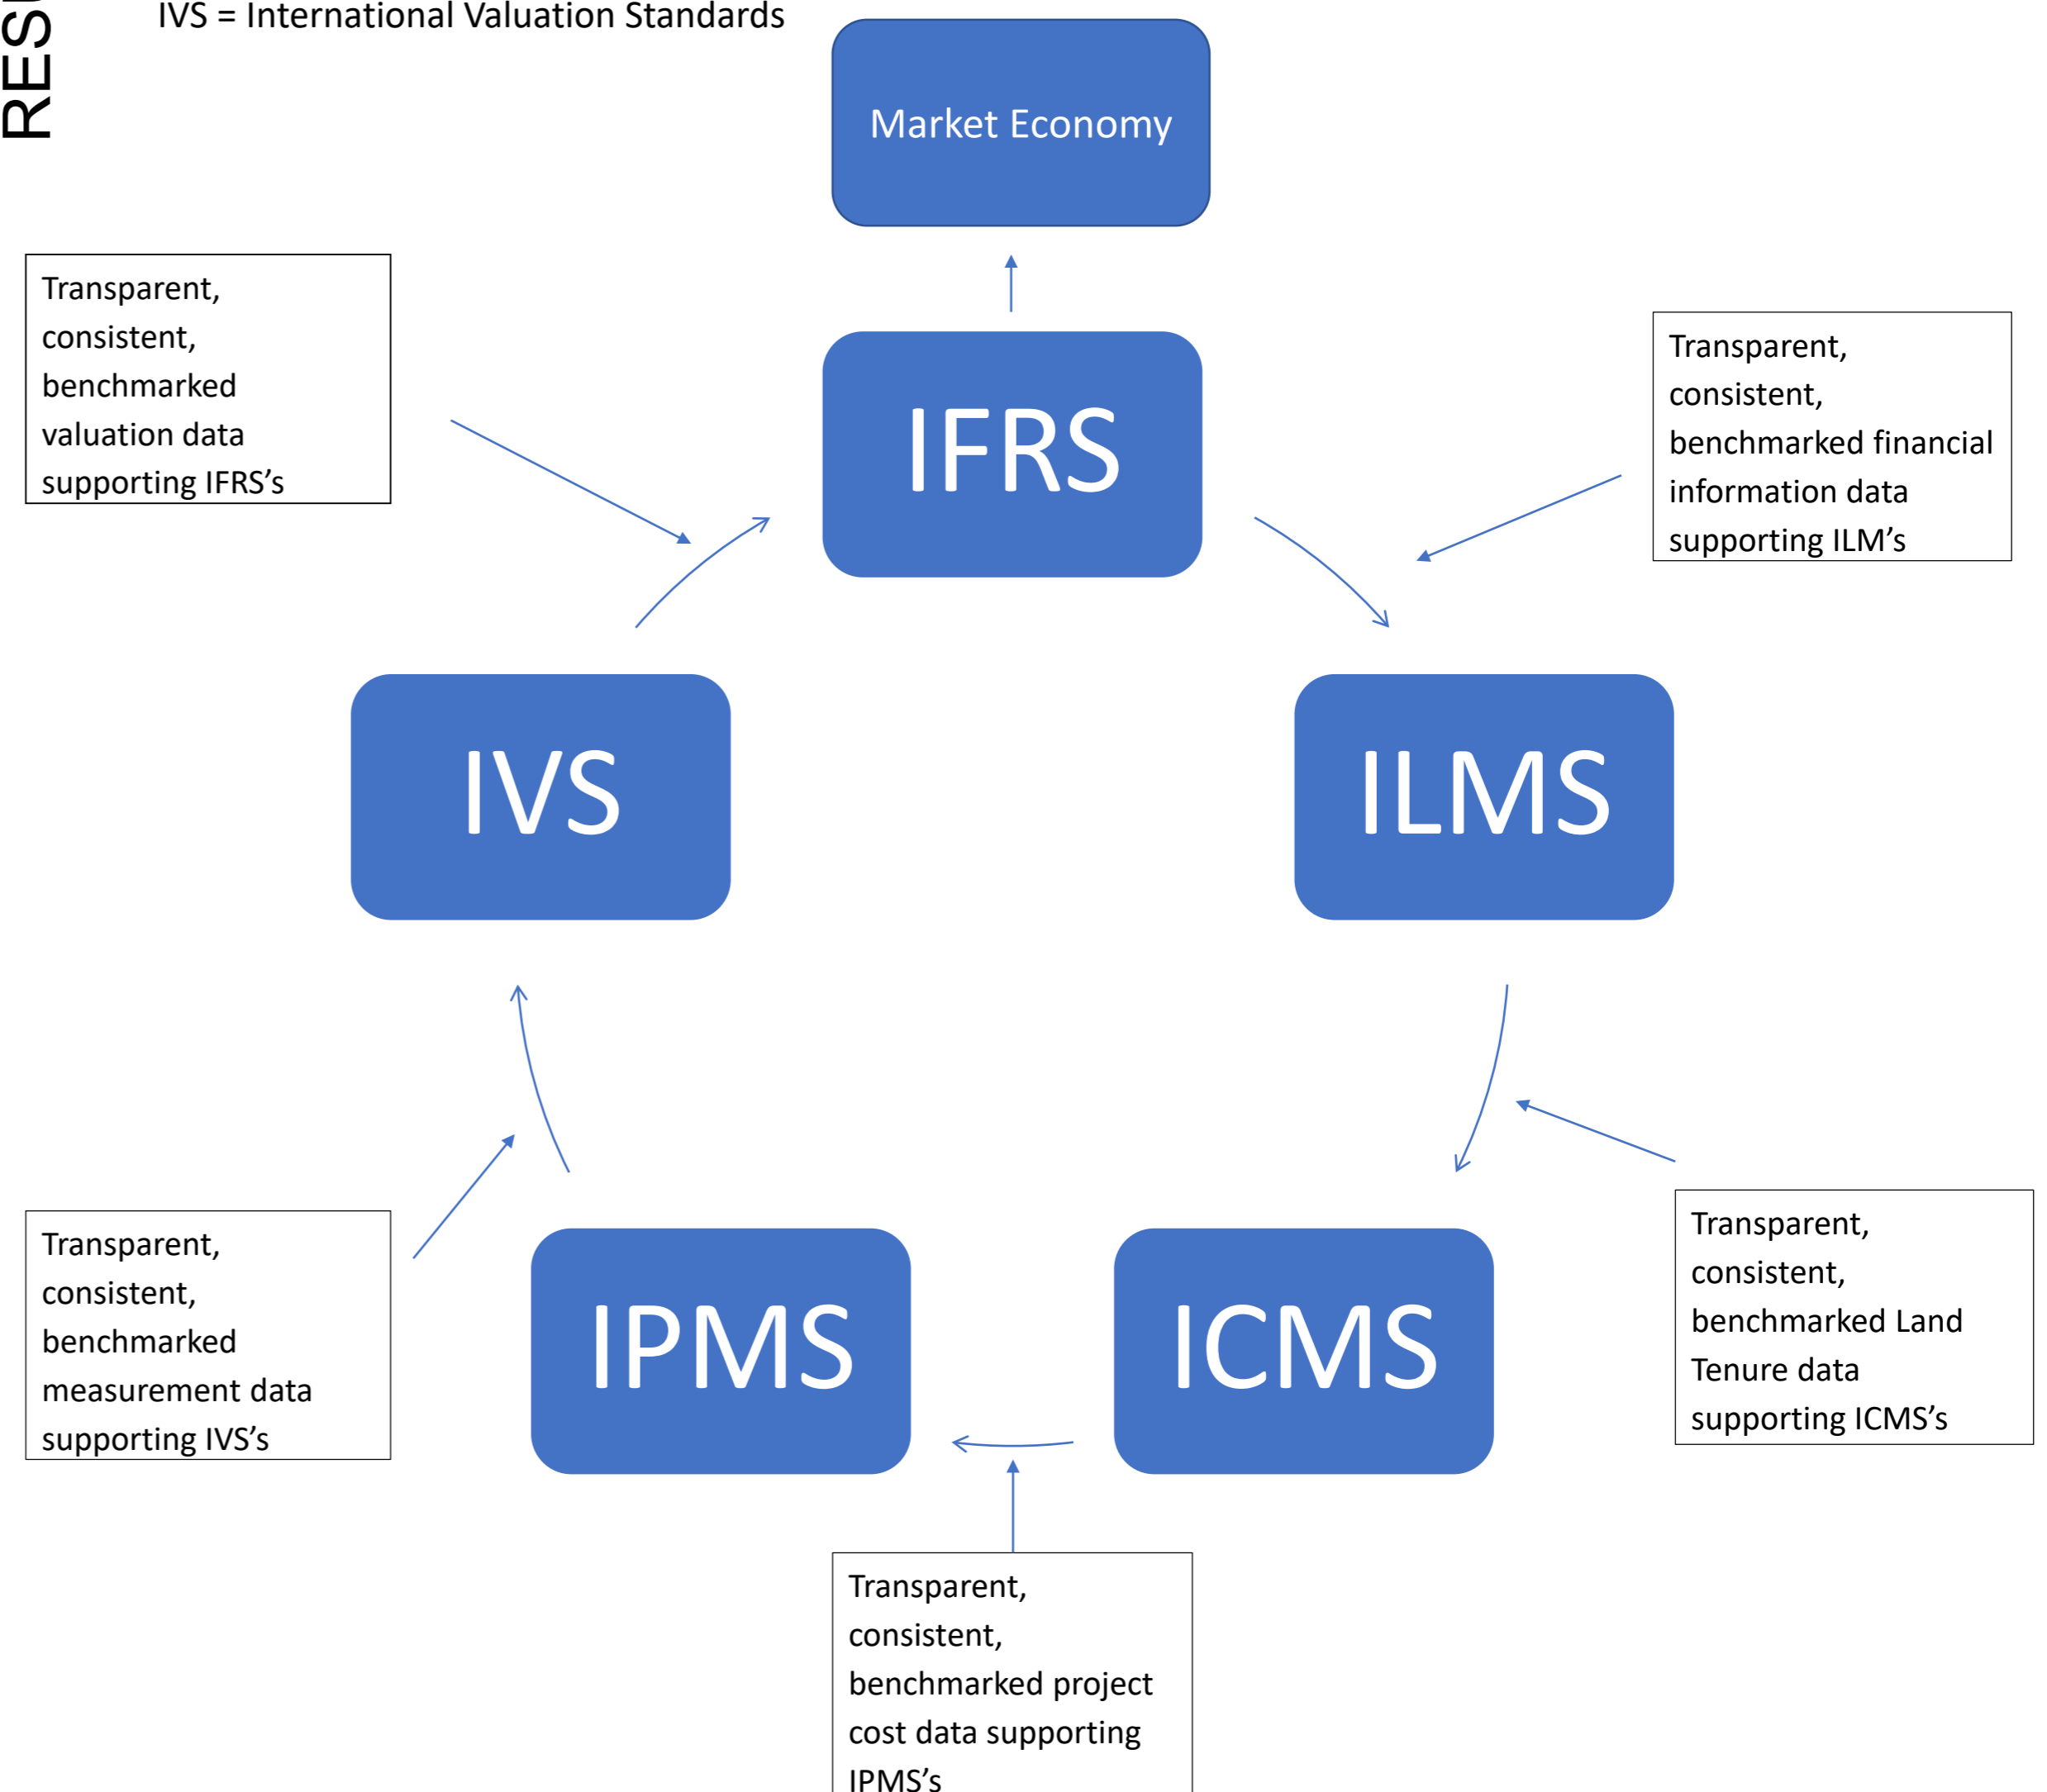 IVS = International Valuation Standards
Market Economy
Transparent,
consistent,
benchmarked
valuation data
supporting IFRS’s
IFRS
Transparent,
consistent,
benchmarked financial
information data
supporting ILM’s
IVS
ILMS
Transparent,
consistent,
benchmarked
measurement data
supporting IVS’s
IPMS
ICMS
Transparent,
consistent,
benchmarked Land
Tenure data
supporting ICMS’s
Transparent,
consistent,
benchmarked project
cost data supporting
IPMS’s